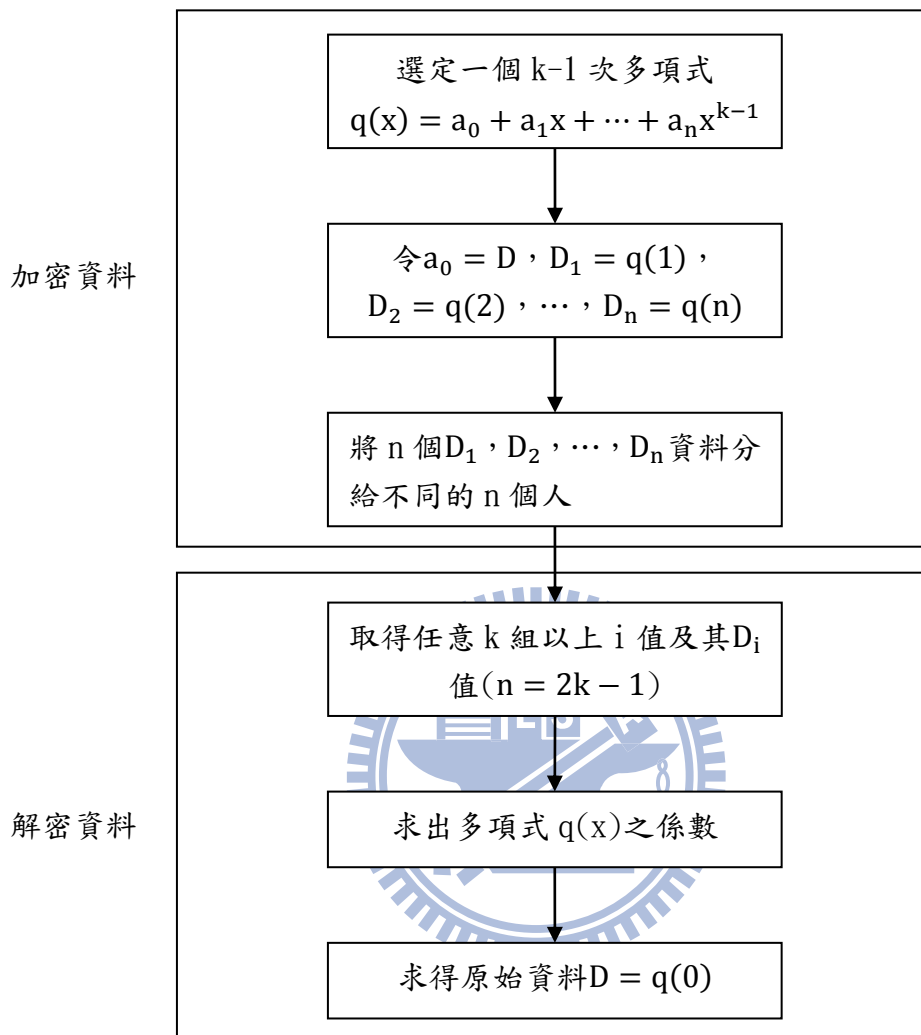 選定一個 k-1 次多項式
q(x) = a₀ + a₁x + ⋯ + aₙxᵏ⁻¹
加密資料
令a₀ = D,D₁ = q(1),
D₂ = q(2),⋯,Dₙ = q(n)
將 n 個D₁,D₂,⋯,Dₙ資料分
給不同的 n 個人
取得任意 k 組以上 i 值及其Dᵢ
值(n = 2k − 1)
解密資料
求出多項式 q(x)之係數
求得原始資料D = q(0)